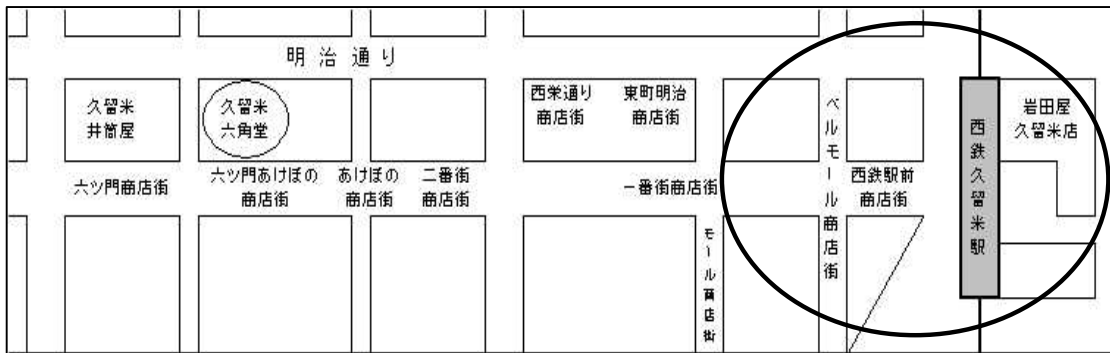 明治通り
久留米
井筒屋
久留米
六角堂
西栄通り
商店街
東町明治
商店街
岩田屋
久留米店
六ツ門商店街
六ツ門あけぼの
商店街
あけぼの
商店街
二番街
商店街
一番街商店街
モール商店街
ベルモール商店街
西鉄駅前
商店街
西鉄久留米駅